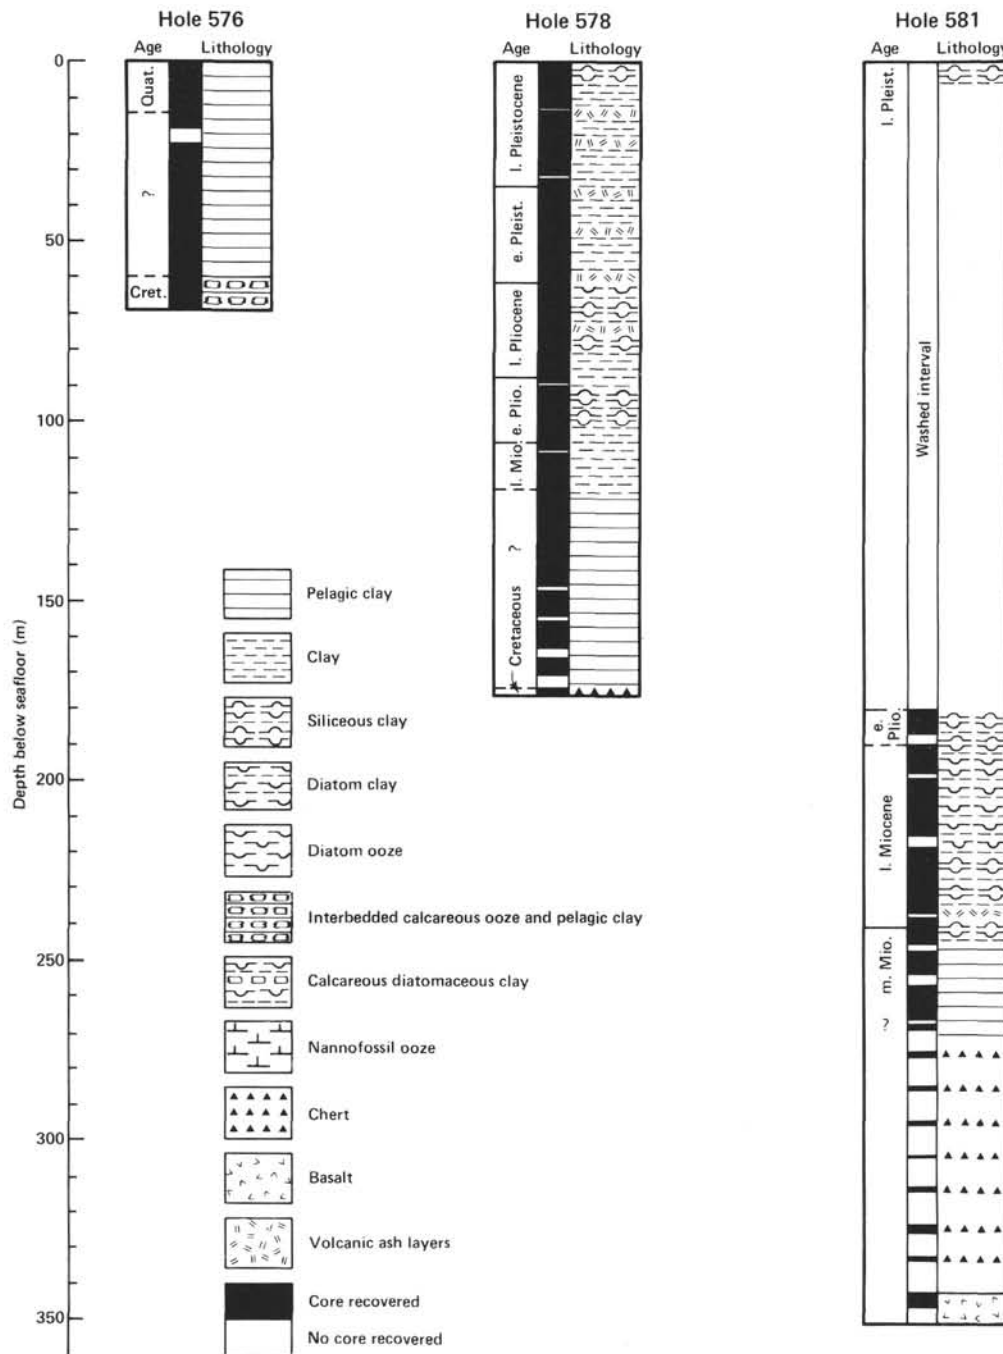 Hole 576
Age Lithology
Quat.
?
Cret.
Hole 578
Age Lithology
l. Pleistocene
e. Pleist.
l. Pliocene
e. Plio.
l. Mio.
?
Cretaceous
Hole 581
Age Lithology
l. Pleist.
Washed interval
e. Plio.
l. Miocene
m. Mio.
?
Depth below seafloor (m)
0
50
100
150
200
250
300
350
Pelagic clay
Clay
Siliceous clay
Diatom clay
Diatom ooze
Interbedded calcareous ooze and pelagic clay
Calcareous diatomaceous clay
Nannofossil ooze
Chert
Basalt
Volcanic ash layers
Core recovered
No core recovered